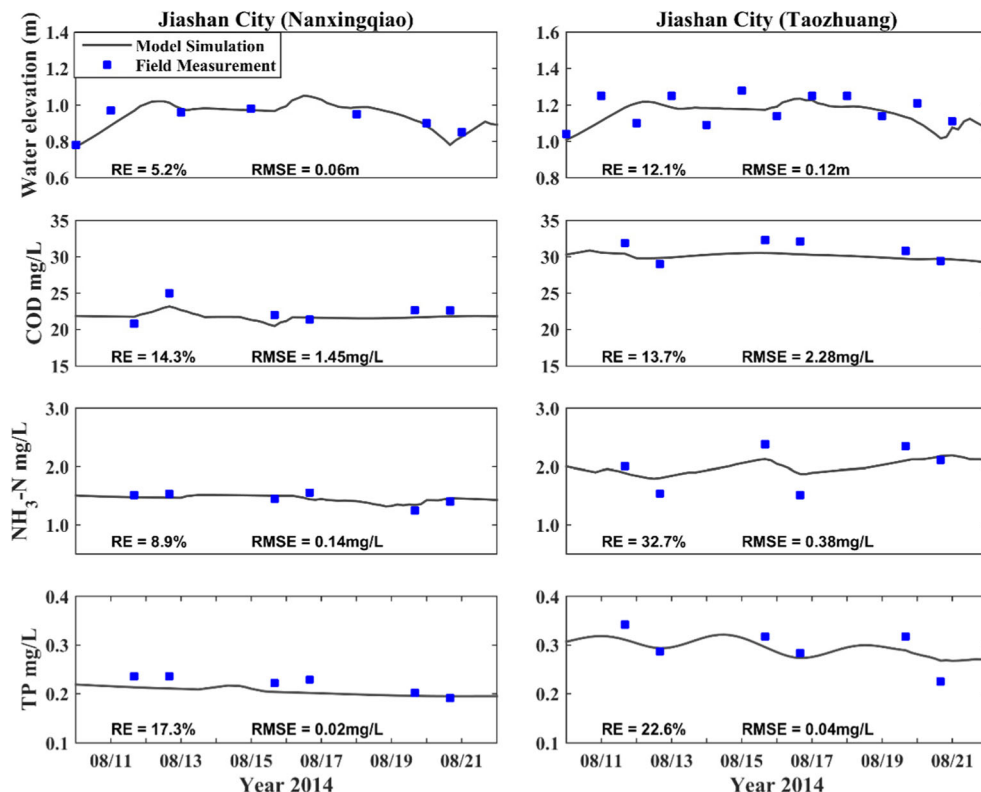 Jiashan City (Nanxingqiao)
Jiashan City (Taozhuang)
Water elevation (m)
1.4
1.2
1.0
0.8
0.6
Model Simulation
Field Measurement
RE = 5.2%
RMSE = 0.06m
1.6
1.4
1.2
1.0
0.8
RE = 12.1%
RMSE = 0.12m
COD mg/L
35
30
25
20
15
RE = 14.3%
RMSE = 1.45mg/L
35
30
25
20
15
RE = 13.7%
RMSE = 2.28mg/L
NH3-N mg/L
3.0
2.0
1.0
RE = 8.9%
RMSE = 0.14mg/L
3.0
2.0
1.0
RE = 32.7%
RMSE = 0.38mg/L
TP mg/L
0.4
0.3
0.2
0.1
RE = 17.3%
RMSE = 0.02mg/L
08/11 08/13 08/15 08/17 08/19 08/21
Year 2014
0.4
0.3
0.2
0.1
RE = 22.6%
RMSE = 0.04mg/L
08/11 08/13 08/15 08/17 08/19 08/21
Year 2014